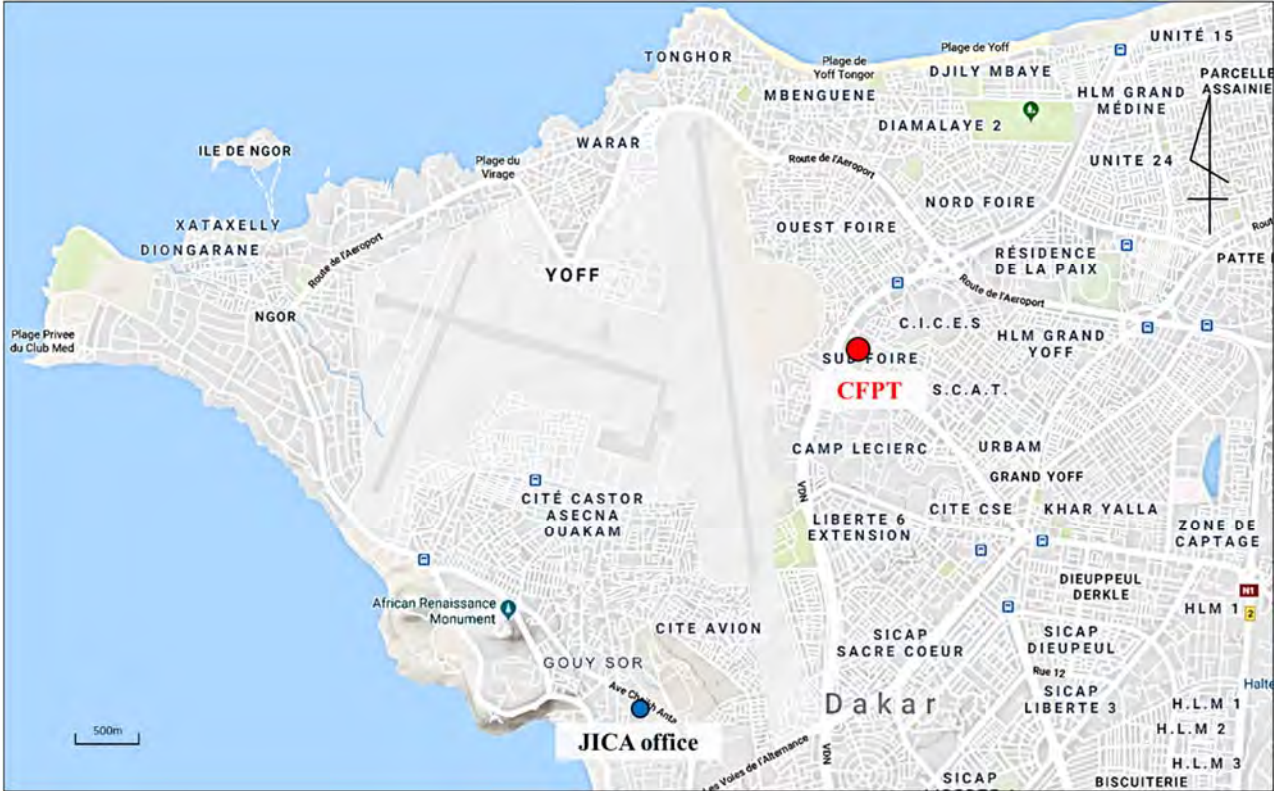 UNITÉ 15
TONGHOR
Plage de Yoff
Plage de
Yoff Tongor
DJILY MBAYE
PARCELLE
ASSAINIE
MBENGUENE
HLM GRAND
MÉDINE
DIAMALAYE 2
WARAR
ILE DE NGOR
Plage du
Virage
Route de l'Aeroport
UNITE 24
NORD FOIRE
XATAXELLY
DIONGARANE
OUEST FOIRE
Route de l'Aeroport
YOFF
RÉSIDENCE
DE LA PAIX
Rout
PATTE
Route de l'Aeroport
NGOR
C.I.C.E.S
Plage Privee
du Club Med
HLM GRAND
YOFF
SUD FOIRE
CFPT
S.C.A.T.
CAMP LECIERC
URBAM
GRAND YOFF
VDN
CITÉ CASTOR
ASECNA
OUAKAM
LIBERTE 6
EXTENSION
CITE CSE
KHAR YALLA
ZONE DE
CAPTAGE
DIEUPPEUL
DERKLE
N1
HLM 1
2
African Renaissance
Monument
CITE AVION
SICAP
SACRE COEUR
SICAP
DIEUPEUL
GOUY SOR
Rue 12
Ave Cheikh Anta
SICAP
LIBERTE 3
Halte
Dakar
H.L.M 1
H.L.M 2
500m
JICA office
VDN
Les Voies de l'Alternance
H.L.M 3
SICAP
BISCUITERIE